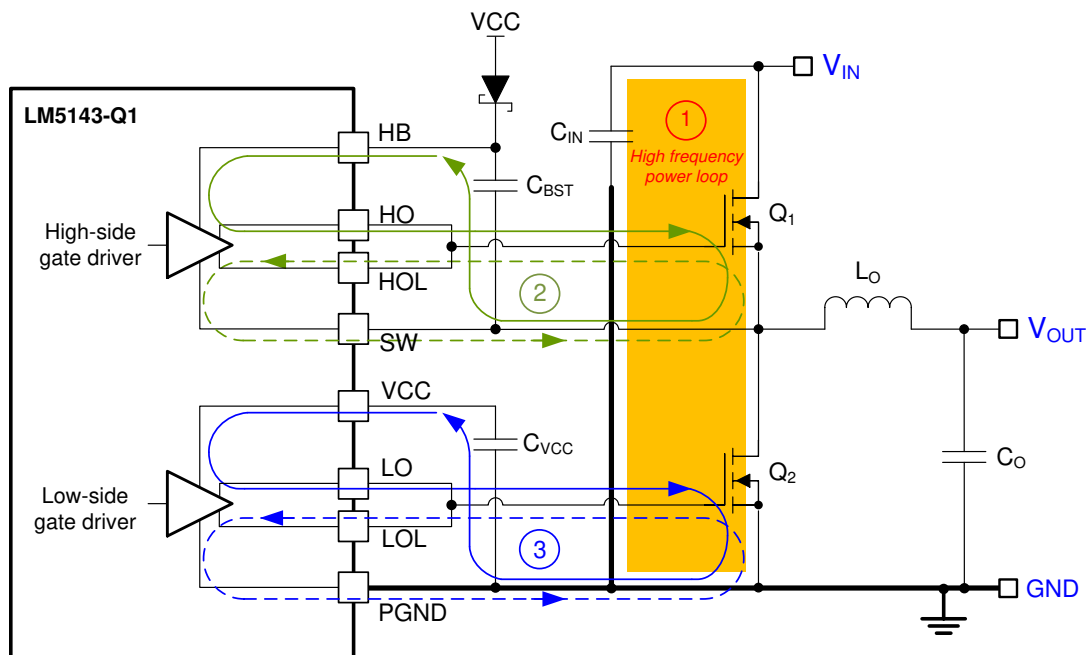 VCC
V_IN
LM5143-Q1
HB
C_IN
1
High frequency
power loop
C_BST
HO
Q_1
High-side
gate driver
HOL
2
L_O
SW
V_OUT
VCC
C_VCC
LO
Q_2
C_O
Low-side
gate driver
LOL
3
PGND
GND